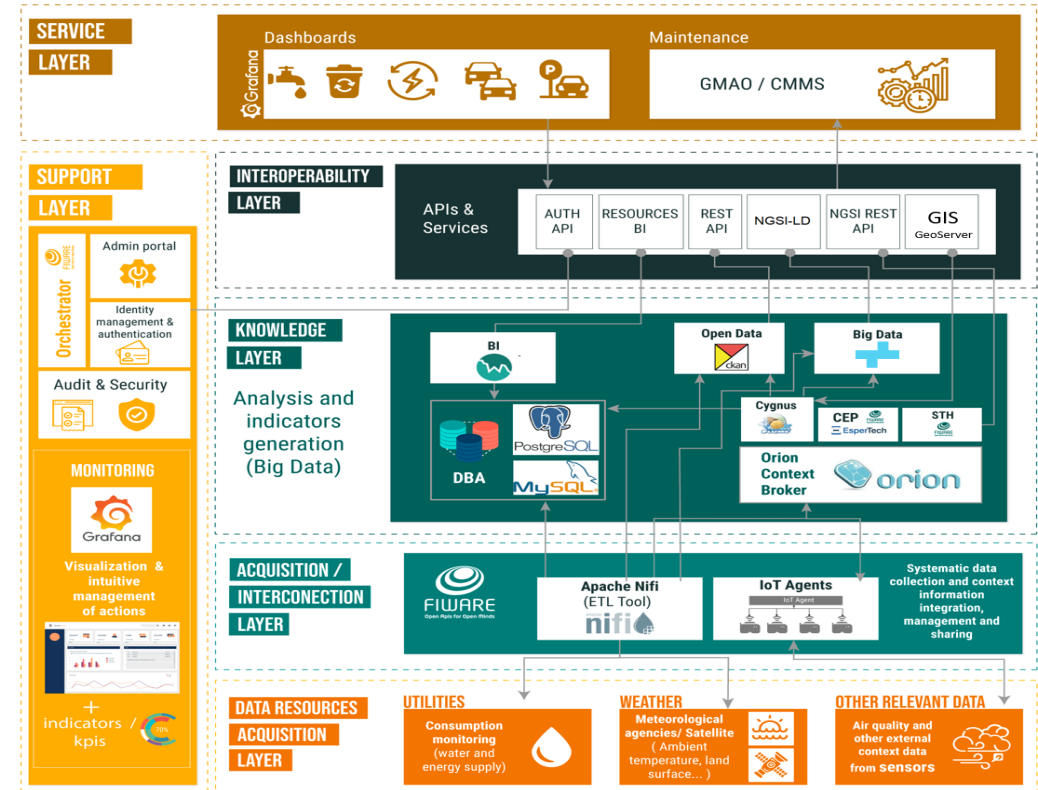 SERVICE
LAYER
Dashboards
Grafana
P
Maintenance
GMAO / CMMS
SUPPORT
LAYER
FIWARE
Orchestrator
Admin portal
Identity
management &
authentication
Audit & Security
MONITORING
Grafana
Visualization &
intuitive
management
of actions
+
indicators /
kpis
70%
INTEROPERABILITY
LAYER
APIs &
Services
AUTH
API
RESOURCES
BI
REST
API
NGSI-LD
NGSI REST
API
GIS
GeoServer
KNOWLEDGE
LAYER
Analysis and
indicators
generation
(Big Data)
BI
Open Data
ckan
Big Data
DBA
PostgreSQL
MySQL
Cygnus
CEP
FIWARE
EsperTech
STH
FIWARE
Orion
Context
Broker
orion
ACQUISITION /
INTERCONECTION
LAYER
FIWARE
Open APIs for Open Minds
Apache Nifi
(ETL Tool)
nifi
IoT Agents
IoT Agent
Systematic data
collection and context
information
integration,
management and
sharing
DATA RESOURCES
ACQUISITION
LAYER
UTILITIES
Consumption
monitoring
(water and
energy supply)
WEATHER
Meteorological
agencies/ Satellite
( Ambient
temperature, land
surface... )
OTHER RELEVANT DATA
Air quality and
other external
context data
from sensors